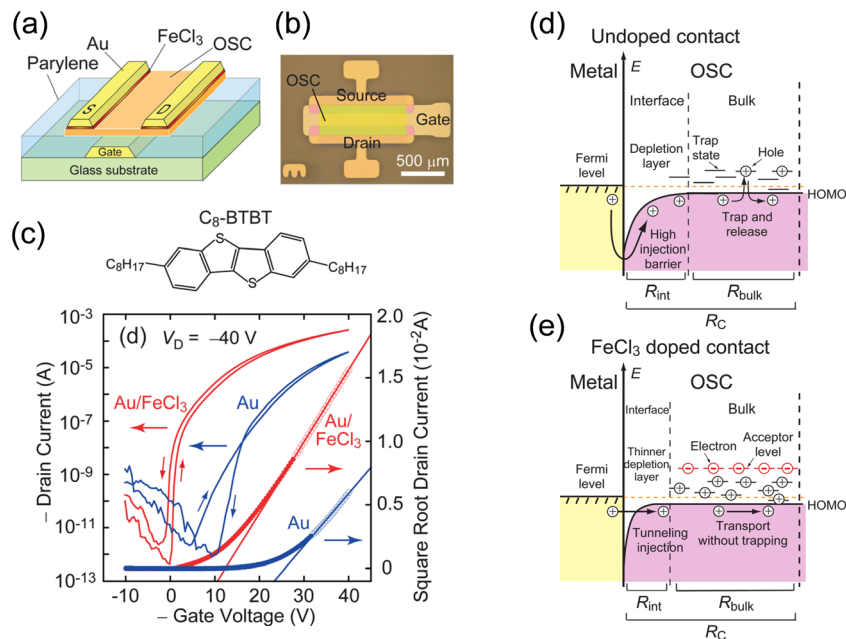 (a)
Au
FeCl3
OSC
Parylene
S
D
Gate
Glass substrate
(b)
OSC
Source
Gate
Drain
500 μm
(c)
C8-BTBT
C8H17
S
S
C8H17
(d)
VD = −40 V
Au/FeCl3
Au
Au/
FeCl3
Au
− Drain Current (A)
10-3
10-5
10-7
10-9
10-11
10-13
Square Root Drain Current (10-2A)
2.0
1.5
1.0
0.5
0
-10
0
10
20
30
40
− Gate Voltage (V)
(d)
Undoped contact
Metal
E
OSC
Interface
Bulk
Depletion
layer
Trap
state
Hole
Fermi
level
HOMO
High
injection
barrier
Trap and
release
Rint
Rbulk
RC
(e)
FeCl3 doped contact
Metal
E
OSC
Interface
Bulk
Thinner
depletion
layer
Electron
Acceptor
level
Fermi
level
HOMO
Tunneling
injection
Transport
without trapping
Rint
Rbulk
RC